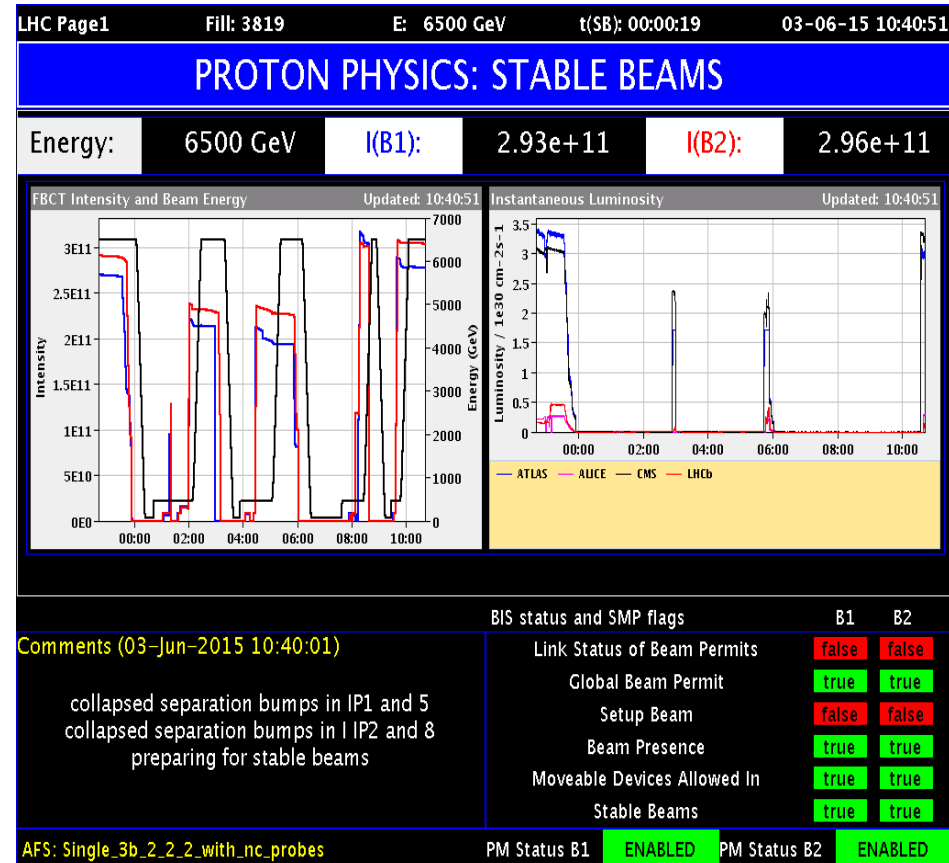 LHC Page1 Fill: 3819 E: 6500 GeV t(SB): 00:00:19 03-06-15 10:40:51
PROTON PHYSICS: STABLE BEAMS
Energy: 6500 GeV I(B1): 2.93e+11 I(B2): 2.96e+11
FBCT Intensity and Beam Energy Updated: 10:40:51
Intensity
3E11
2.5E11
2E11
1.5E11
1E11
5E10
0E0
7000
6000
5000
4000
3000
2000
1000
0
Energy (GeV)
00:00 02:00 04:00 06:00 08:00 10:00
Instantaneous Luminosity Updated: 10:40:51
Luminosity / 1e30 cm-2s-1
3.5
3
2.5
2
1.5
1
0.5
0
00:00 02:00 04:00 06:00 08:00 10:00
ATLAS ALICE CMS LHCb
Comments (03-Jun-2015 10:40:01)
collapsed separation bumps in IP1 and 5
collapsed separation bumps in I IP2 and 8
preparing for stable beams
BIS status and SMP flags B1 B2
Link Status of Beam Permits false false
Global Beam Permit true true
Setup Beam false false
Beam Presence true true
Moveable Devices Allowed In true true
Stable Beams true true
AFS: Single_3b_2_2_2_with_nc_probes PM Status B1 ENABLED PM Status B2 ENABLED